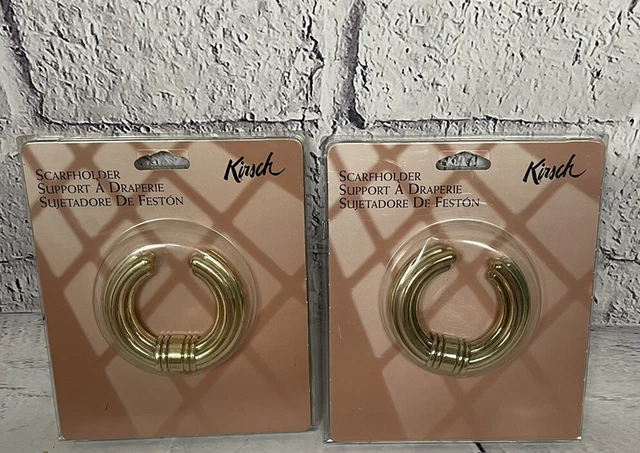 SCARFHOLDER
SUPPORT À DRAPERIE
SUJETADORE DE FESTÓN
Kirsch
SCARFHOLDER
SUPPORT À DRAPERIE
SUJETADORE DE FESTÓN
Kirsch